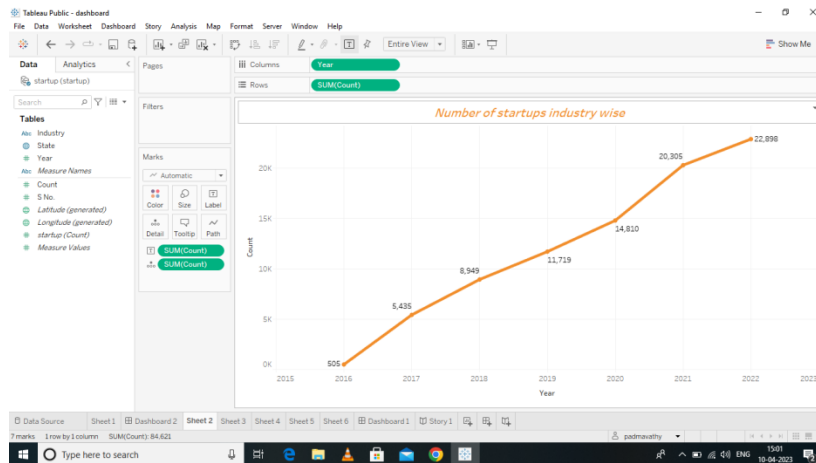 Tableau Public - dashboard
File Data Worksheet Dashboard Story Analysis Map Format Server Window Help
Entire View
Show Me
Data Analytics
startup (startup)
Search
Tables
Abc Industry
State
# Year
Abc Measure Names
# Count
# S No.
Latitude (generated)
Longitude (generated)
# startup (Count)
# Measure Values
Pages
Filters
Marks
Automatic
Color Size Label
Detail Tooltip Path
SUM(Count)
SUM(Count)
Columns Year
Rows SUM(Count)
Number of startups industry wise
Count
20K
15K
10K
5K
0K
505
5,435
8,949
11,719
14,810
20,305
22,898
2015 2016 2017 2018 2019 2020 2021 2022 2023
Year
Data Source Sheet 1 Dashboard 2 Sheet 2 Sheet 3 Sheet 4 Sheet 5 Sheet 6 Dashboard 1 Story 1
7 marks 1 row by 1 column SUM(Count): 84,621
padmavathy
Type here to search
ENG
15:01
10-04-2023